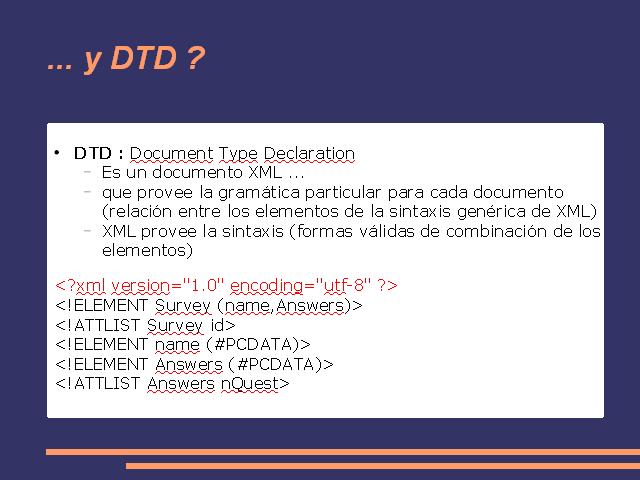 ... y DTD ?
• DTD : Document Type Declaration
– Es un documento XML ...
– que provee la gramática particular para cada documento
(relación entre los elementos de la sintaxis genérica de XML)
– XML provee la sintaxis (formas válidas de combinación de los
elementos)
<?xml version="1.0" encoding="utf-8" ?>
<!ELEMENT Survey (name,Answers)>
<!ATTLIST Survey id>
<!ELEMENT name (#PCDATA)>
<!ELEMENT Answers (#PCDATA)>
<!ATTLIST Answers nQuest>